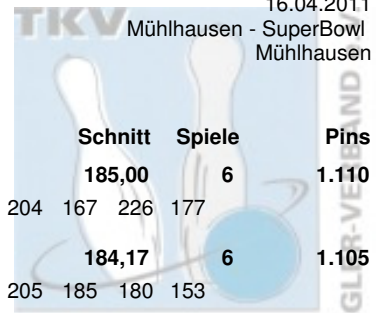 16.04.2011
TKV
Mühlhausen - SuperBowl
Mühlhausen
Schnitt Spiele Pins
185,00 6 1.110
204 167 226 177
184,17 6 1.105
205 185 180 153
GLER-VERBAND e.V